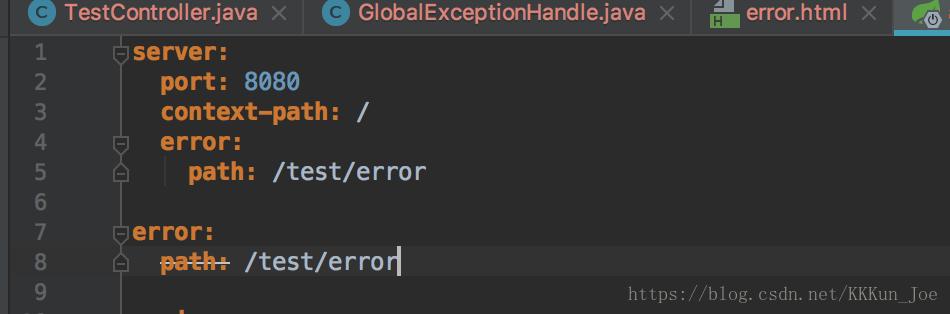 TestController.java GlobalExceptionHandle.java error.html
1 server:
2 port: 8080
3 context-path: /
4 error:
5 path: /test/error
6
7 error:
8 path: /test/error
9
https://blog.csdn.net/KKKun_Joe